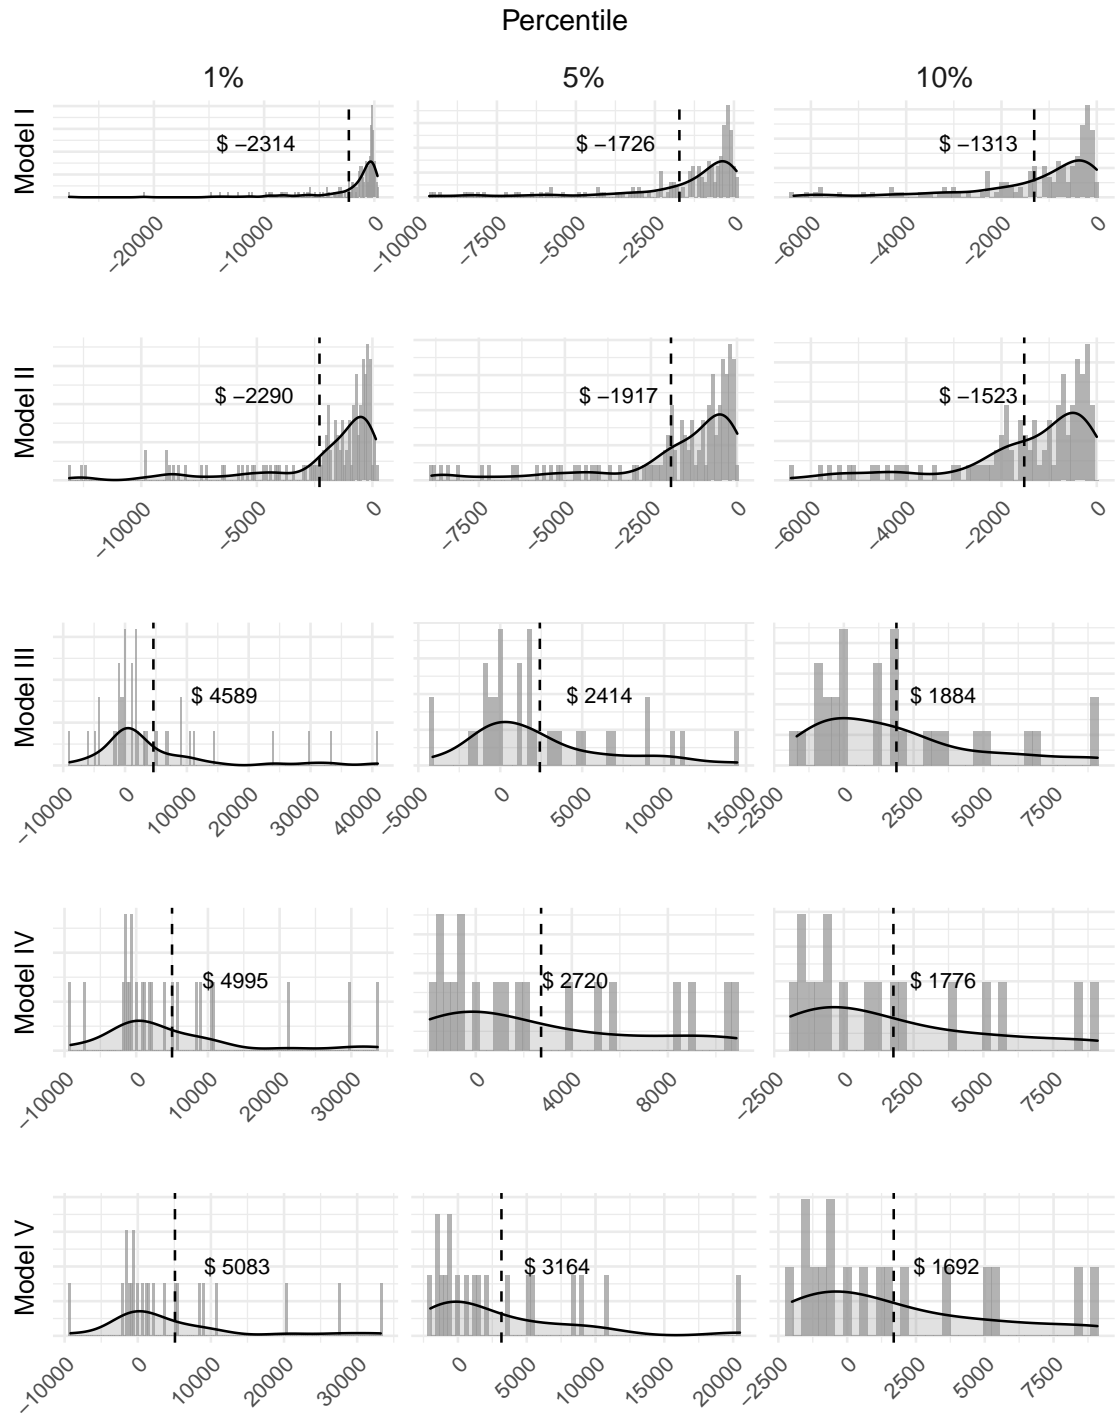 Percentile
1% 5% 10%
Model I
$ −2314 $ −1726 $ −1313
−20000 −10000 0 −10000 −7500 −5000 −2500 0 −6000 −4000 −2000 0
Model II
$ −2290 $ −1917 $ −1523
−10000 −5000 0 −7500 −5000 −2500 0 −6000 −4000 −2000 0
Model III
$ 4589 $ 2414 $ 1884
−10000 0 10000 20000 30000 40000 −5000 0 5000 10000 15000 −2500 0 2500 5000 7500
Model IV
$ 4995 $ 2720 $ 1776
−10000 0 10000 20000 30000 0 4000 8000 −2500 0 2500 5000 7500
Model V
$ 5083 $ 3164 $ 1692
−10000 0 10000 20000 30000 0 5000 10000 15000 20000 −2500 0 2500 5000 7500